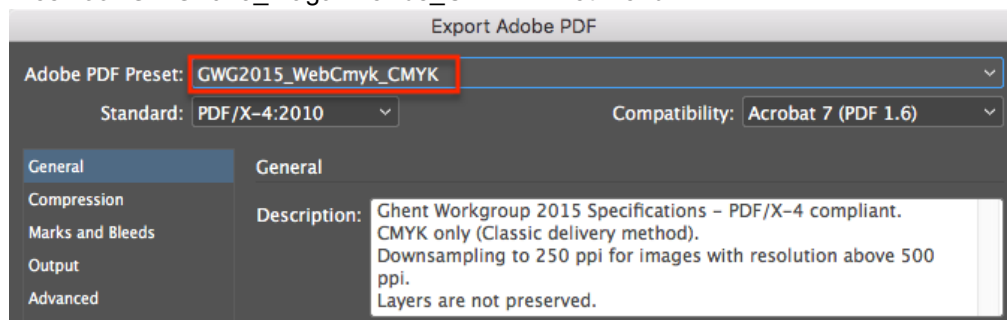 Export Adobe PDF
Adobe PDF Preset: GWG2015_WebCmyk_CMYK
Standard: PDF/X-4:2010 Compatibility: Acrobat 7 (PDF 1.6)
General
Compression
Marks and Bleeds
Output
Advanced
General
Description: Ghent Workgroup 2015 Specifications – PDF/X-4 compliant.
CMYK only (Classic delivery method).
Downsampling to 250 ppi for images with resolution above 500
ppi.
Layers are not preserved.